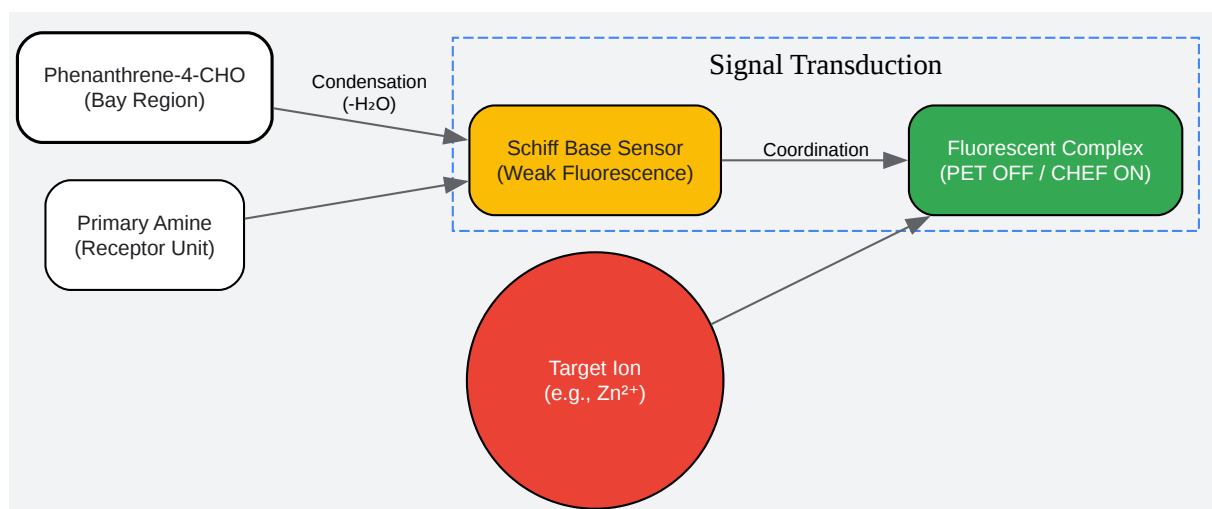 Phenanthrene-4-CHO
(Bay Region)
Condensation
(-H₂O)
Primary Amine
(Receptor Unit)
Signal Transduction
Schiff Base Sensor
(Weak Fluorescence)
Coordination
Fluorescent Complex
(PET OFF / CHEF ON)
Target Ion
(e.g., Zn²⁺)